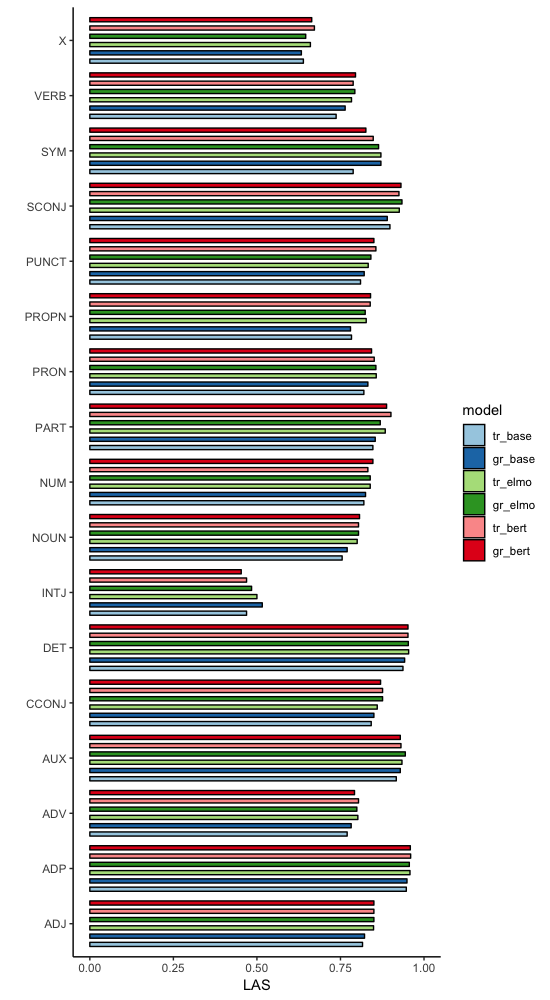 X
VERB
SYM
SCONJ
PUNCT
PROPN
PRON
PART
NUM
NOUN
INTJ
DET
CCONJ
AUX
ADV
ADP
ADJ
0.00 0.25 0.50 0.75 1.00
LAS
model
tr_base
gr_base
tr_elmo
gr_elmo
tr_bert
gr_bert